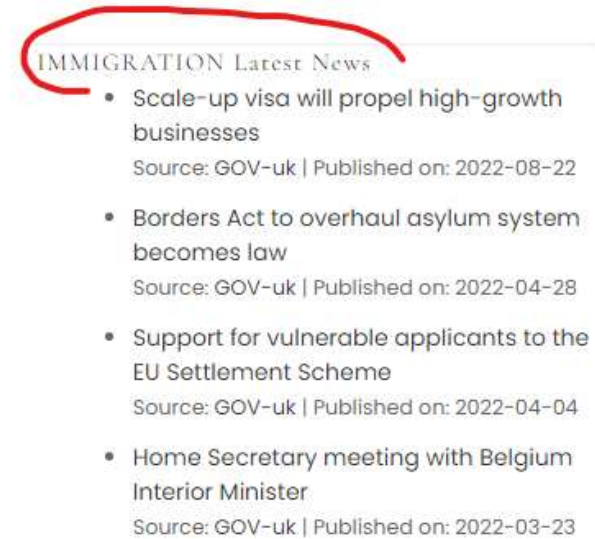 IMMIGRATION Latest News
Scale-up visa will propel high-growth
businesses
Source: GOV-uk | Published on: 2022-08-22
Borders Act to overhaul asylum system
becomes law
Source: GOV-uk | Published on: 2022-04-28
Support for vulnerable applicants to the
EU Settlement Scheme
Source: GOV-uk | Published on: 2022-04-04
Home Secretary meeting with Belgium
Interior Minister
Source: GOV-uk | Published on: 2022-03-23